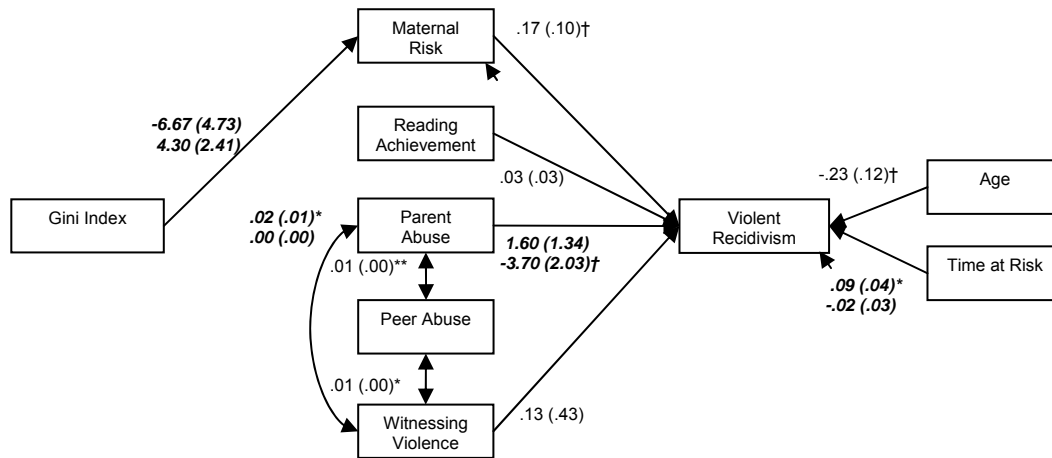 Maternal
Risk
.17 (.10)†
-6.67 (4.73)
4.30 (2.41)
Reading
Achievement
.03 (.03)
Gini Index
.02 (.01)*
.00 (.00)
Parent
Abuse
1.60 (1.34)
-3.70 (2.03)†
.01 (.00)**
Peer Abuse
.01 (.00)*
Witnessing
Violence
.13 (.43)
Violent
Recidivism
-.23 (.12)†
Age
Time at Risk
.09 (.04)*
-.02 (.03)